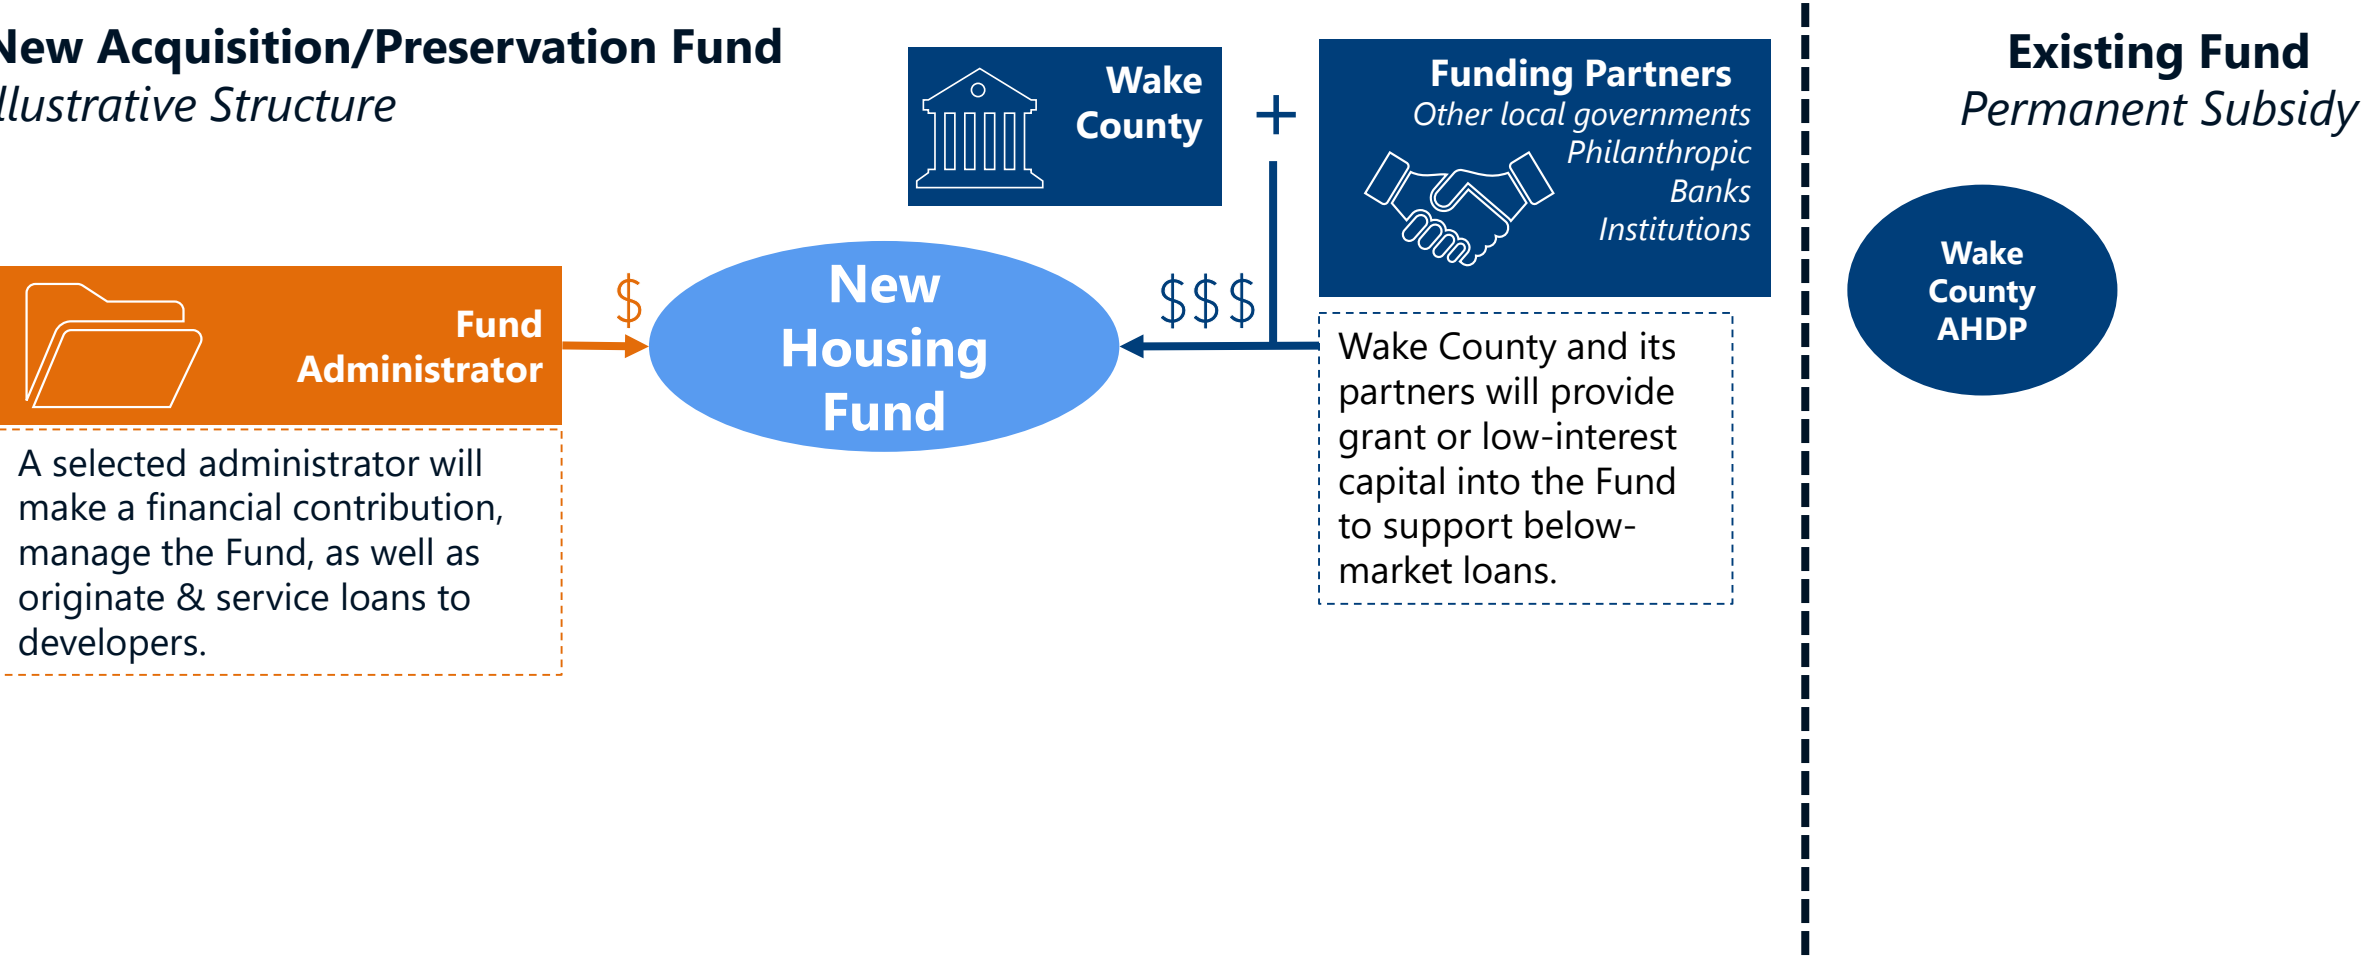 New Acquisition/Preservation Fund
Illustrative Structure
Wake
County
+
Funding Partners
Other local governments
Philanthropic
Banks
Institutions
Existing Fund
Permanent Subsidy
Fund
Administrator
$
New
Housing
Fund
$$$
Wake
County
AHDP
A selected administrator will
make a financial contribution,
manage the Fund, as well as
originate & service loans to
developers.
Wake County and its
partners will provide
grant or low-interest
capital into the Fund
to support below-
market loans.